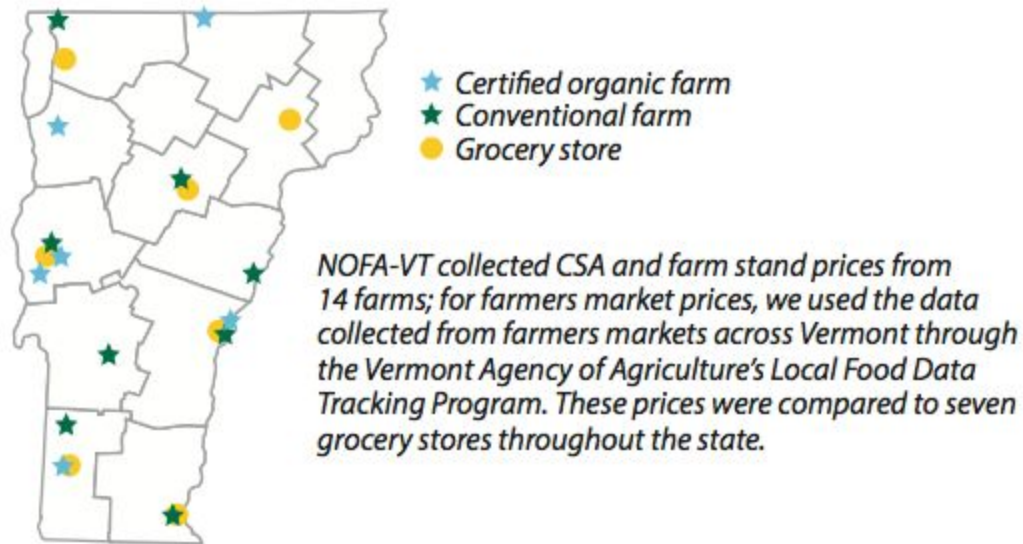 Certified organic farm
Conventional farm
Grocery store
NOFA-VT collected CSA and farm stand prices from
14 farms; for farmers market prices, we used the data
collected from farmers markets across Vermont through
the Vermont Agency of Agriculture's Local Food Data
Tracking Program. These prices were compared to seven
grocery stores throughout the state.